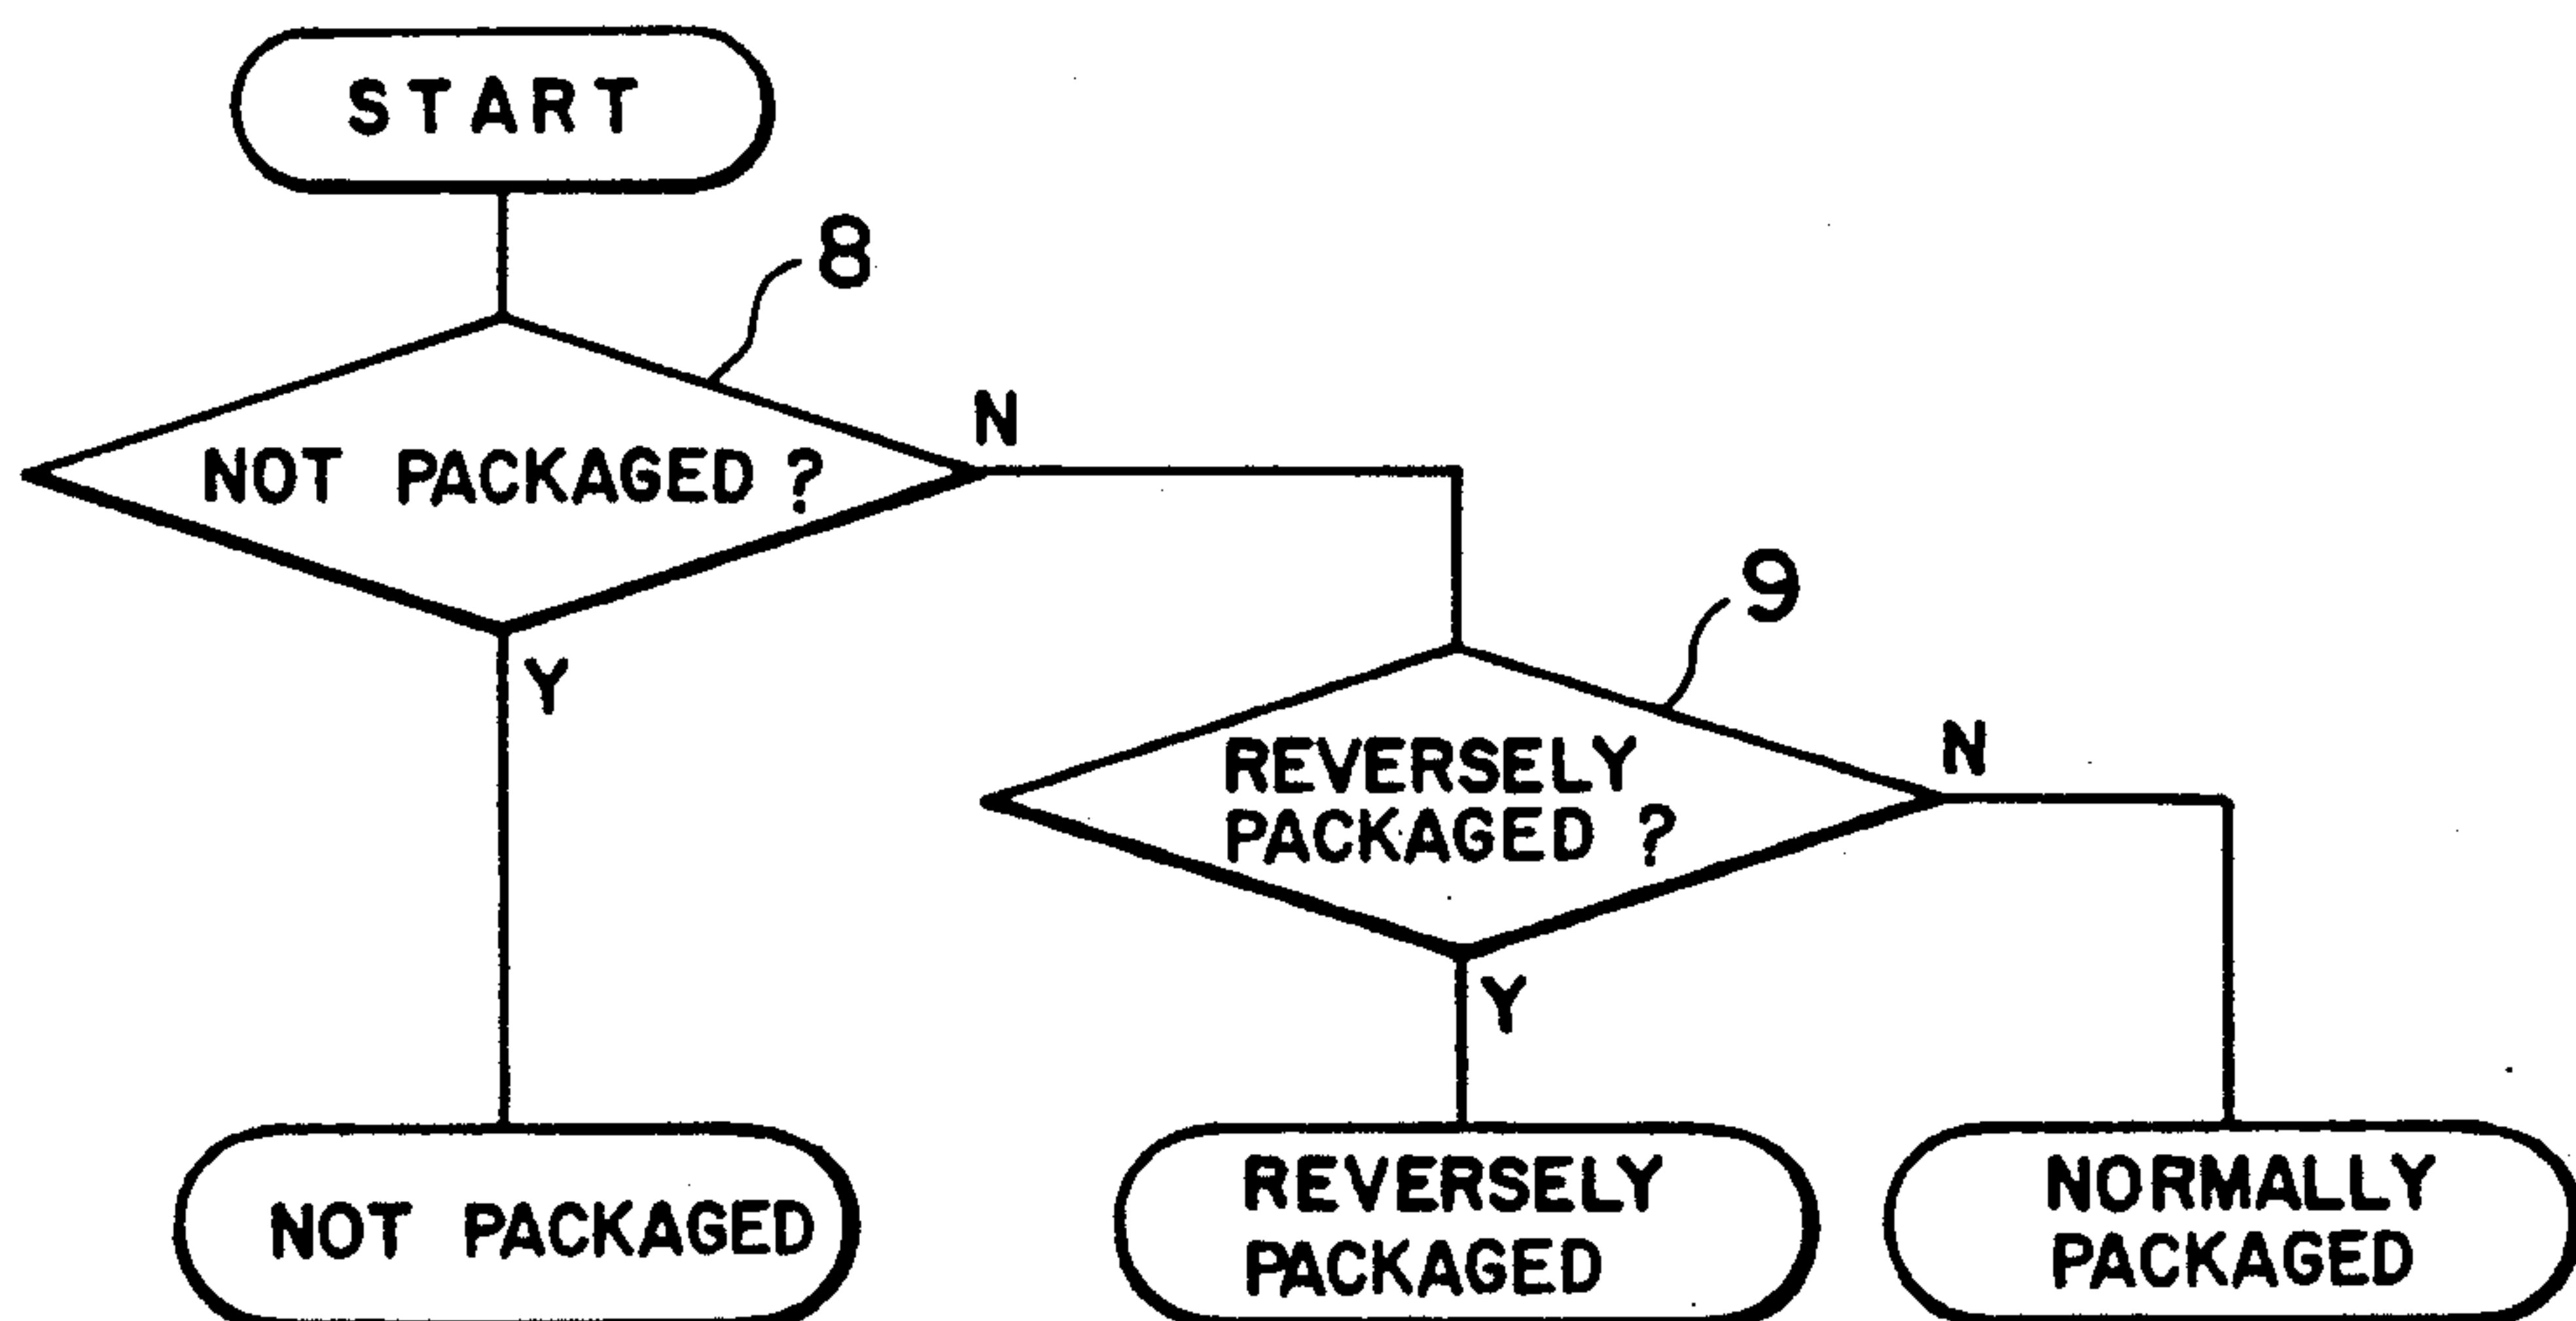 START
8
N
NOT PACKAGED ?
Y
9
N
REVERSELY
PACKAGED ?
Y
NOT PACKAGED
REVERSELY
PACKAGED
NORMALLY
PACKAGED